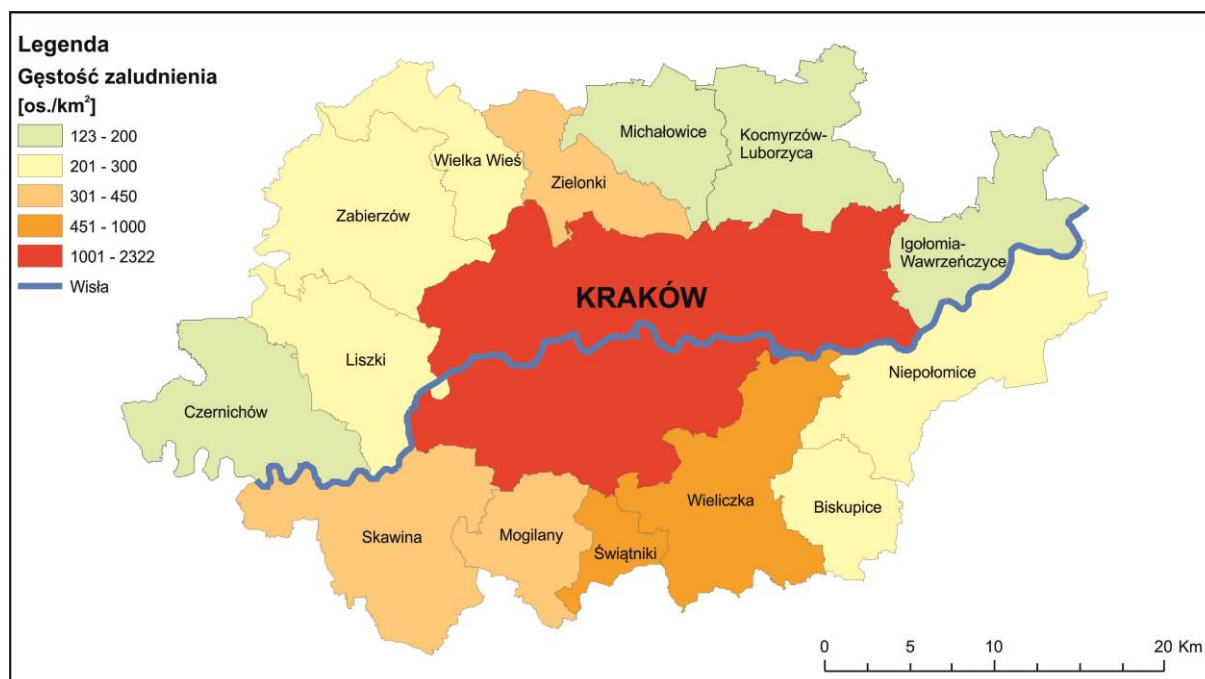 Legenda
Gęstość zaludnienia
[os./km²]
123 - 200
201 - 300
301 - 450
451 - 1000
1001 - 2322
Wisła
Michałowice
Kocmyrzów-
Luborzyca
Wielka Wieś
Zielonki
Zabierzów
Igołomia-
Wawrzeńczyce
KRAKÓW
Liszki
Niepołomice
Czernichów
Wieliczka
Biskupice
Skawina
Mogilany
Świątniki
0 5 10 20 Km